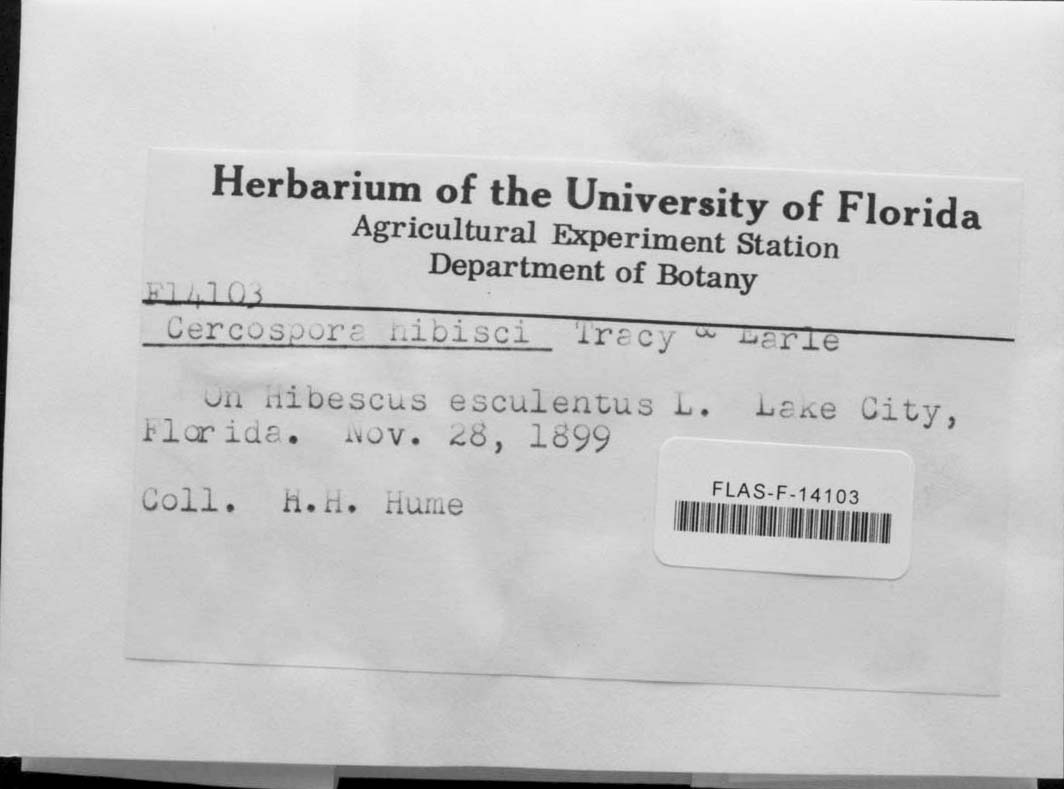 Herbarium of the University of Florida
Agricultural Experiment Station
Department of Botany
F14103
Cercospora hibisci Tracy & Earle
On Hibescus esculentus L. Lake City,
Florida. Nov. 28, 1899
Coll. H.H. Hume
FLAS-F-14103